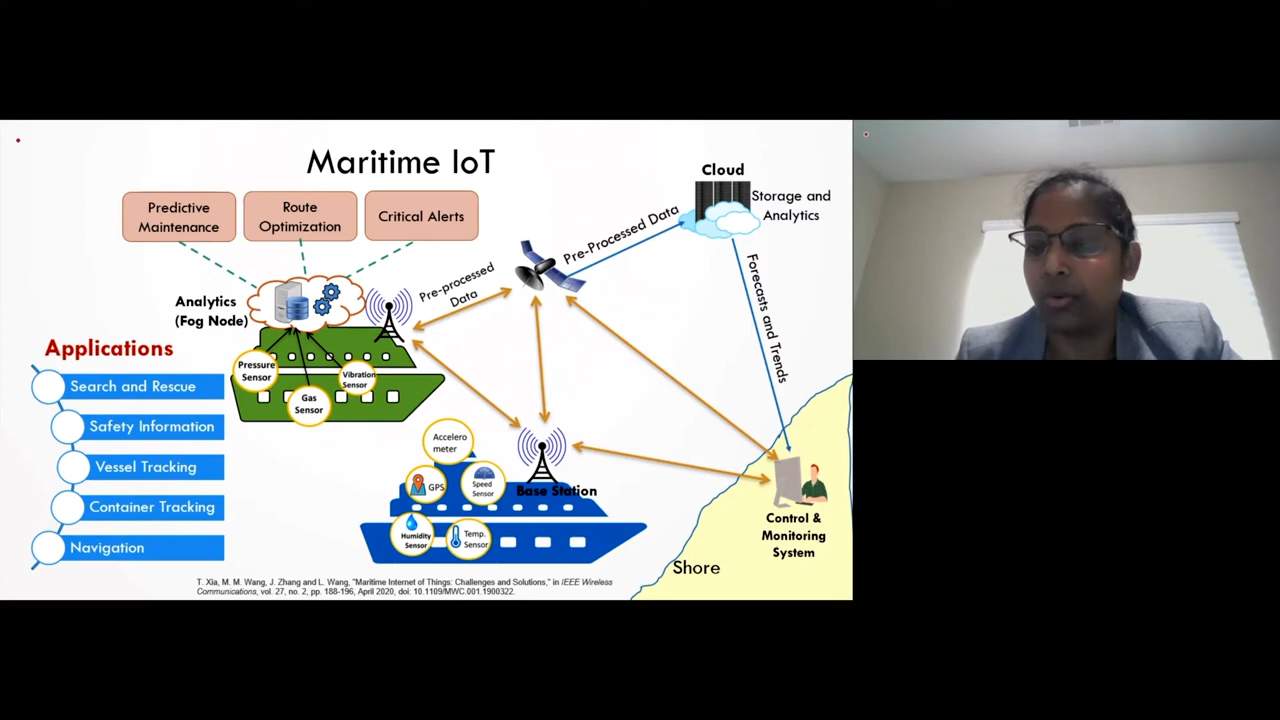 Maritime IoT
Predictive
Maintenance
Route
Optimization
Critical Alerts
Cloud
Storage and
Analytics
Pre-Processed Data
Pre-processed
Data
Forecasts and Trends
Analytics
(Fog Node)
Applications
Search and Rescue
Safety Information
Vessel Tracking
Container Tracking
Navigation
Pressure
Sensor
Gas
Sensor
Vibration
Sensor
Accelero
meter
GPS
Speed
Sensor
Humidity
Sensor
Temp.
Sensor
Base Station
Control &
Monitoring
System
Shore
T. Xia, M. M. Wang, J. Zhang and L. Wang, "Maritime Internet of Things: Challenges and Solutions," in IEEE Wireless
Communications, vol. 27, no. 2, pp. 188-196, April 2020, doi: 10.1109/MWC.001.1900322.